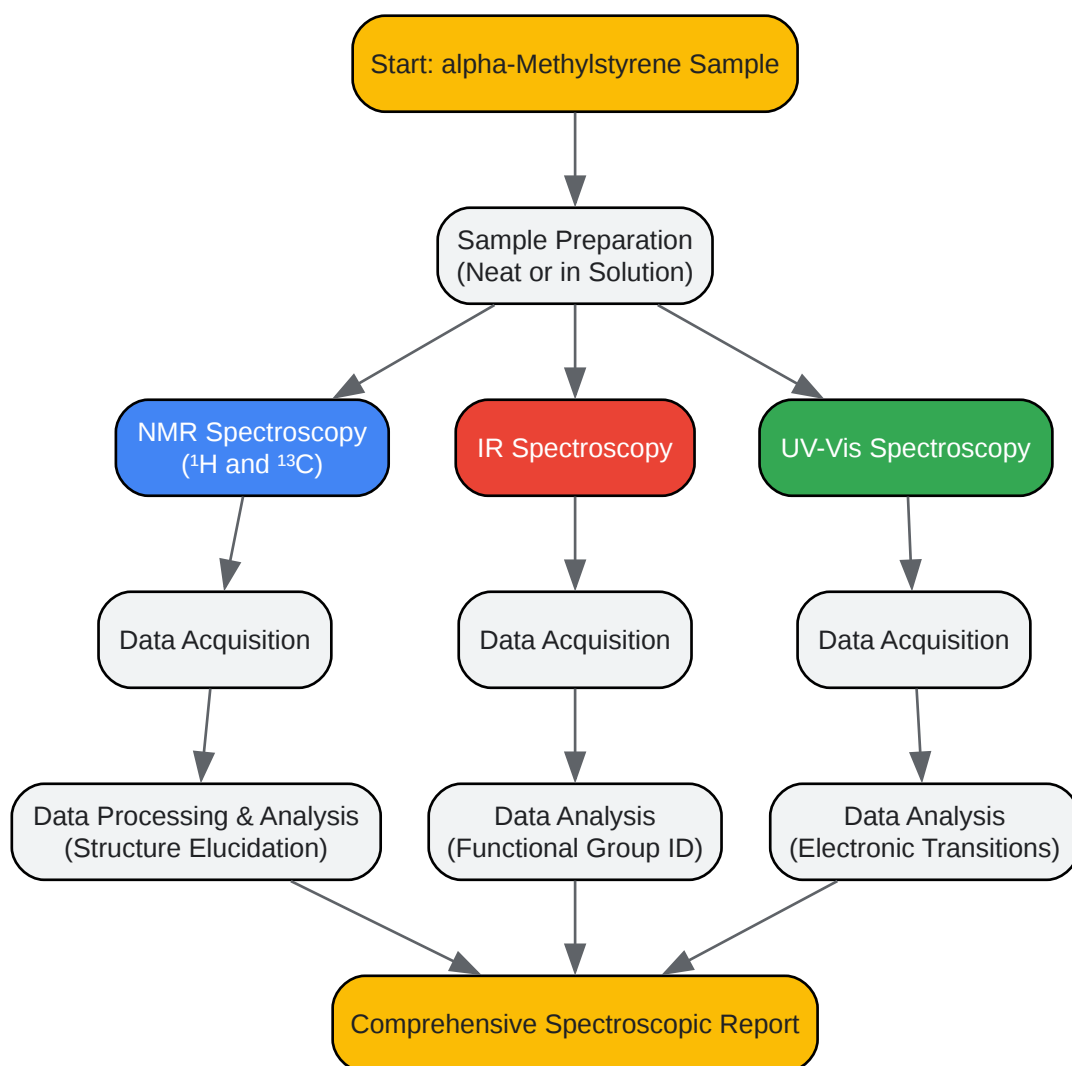 Start: alpha-Methylstyrene Sample
Sample Preparation
(Neat or in Solution)
NMR Spectroscopy
(¹H and ¹³C)
IR Spectroscopy
UV-Vis Spectroscopy
Data Acquisition
Data Acquisition
Data Acquisition
Data Processing & Analysis
(Structure Elucidation)
Data Analysis
(Functional Group ID)
Data Analysis
(Electronic Transitions)
Comprehensive Spectroscopic Report